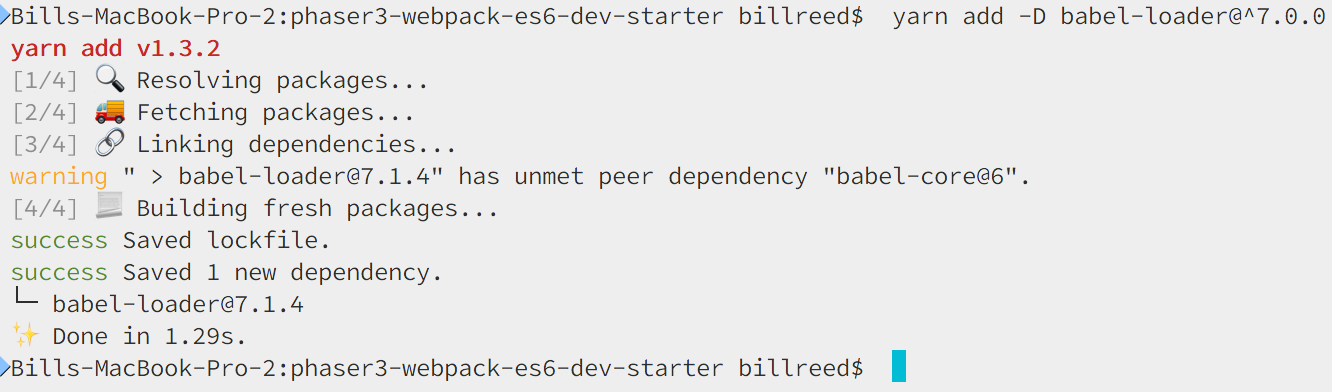 Bills-MacBook-Pro-2:phaser3-webpack-es6-dev-starter billreed$  yarn add -D babel-loader@^7.0.0
yarn add v1.3.2
[1/4] 🔍 Resolving packages...
[2/4] 🚚 Fetching packages...
[3/4] 🔗 Linking dependencies...
warning " > babel-loader@7.1.4" has unmet peer dependency "babel-core@6".
[4/4] 📃 Building fresh packages...
success Saved lockfile.
success Saved 1 new dependency.
└─ babel-loader@7.1.4
✨ Done in 1.29s.
Bills-MacBook-Pro-2:phaser3-webpack-es6-dev-starter billreed$